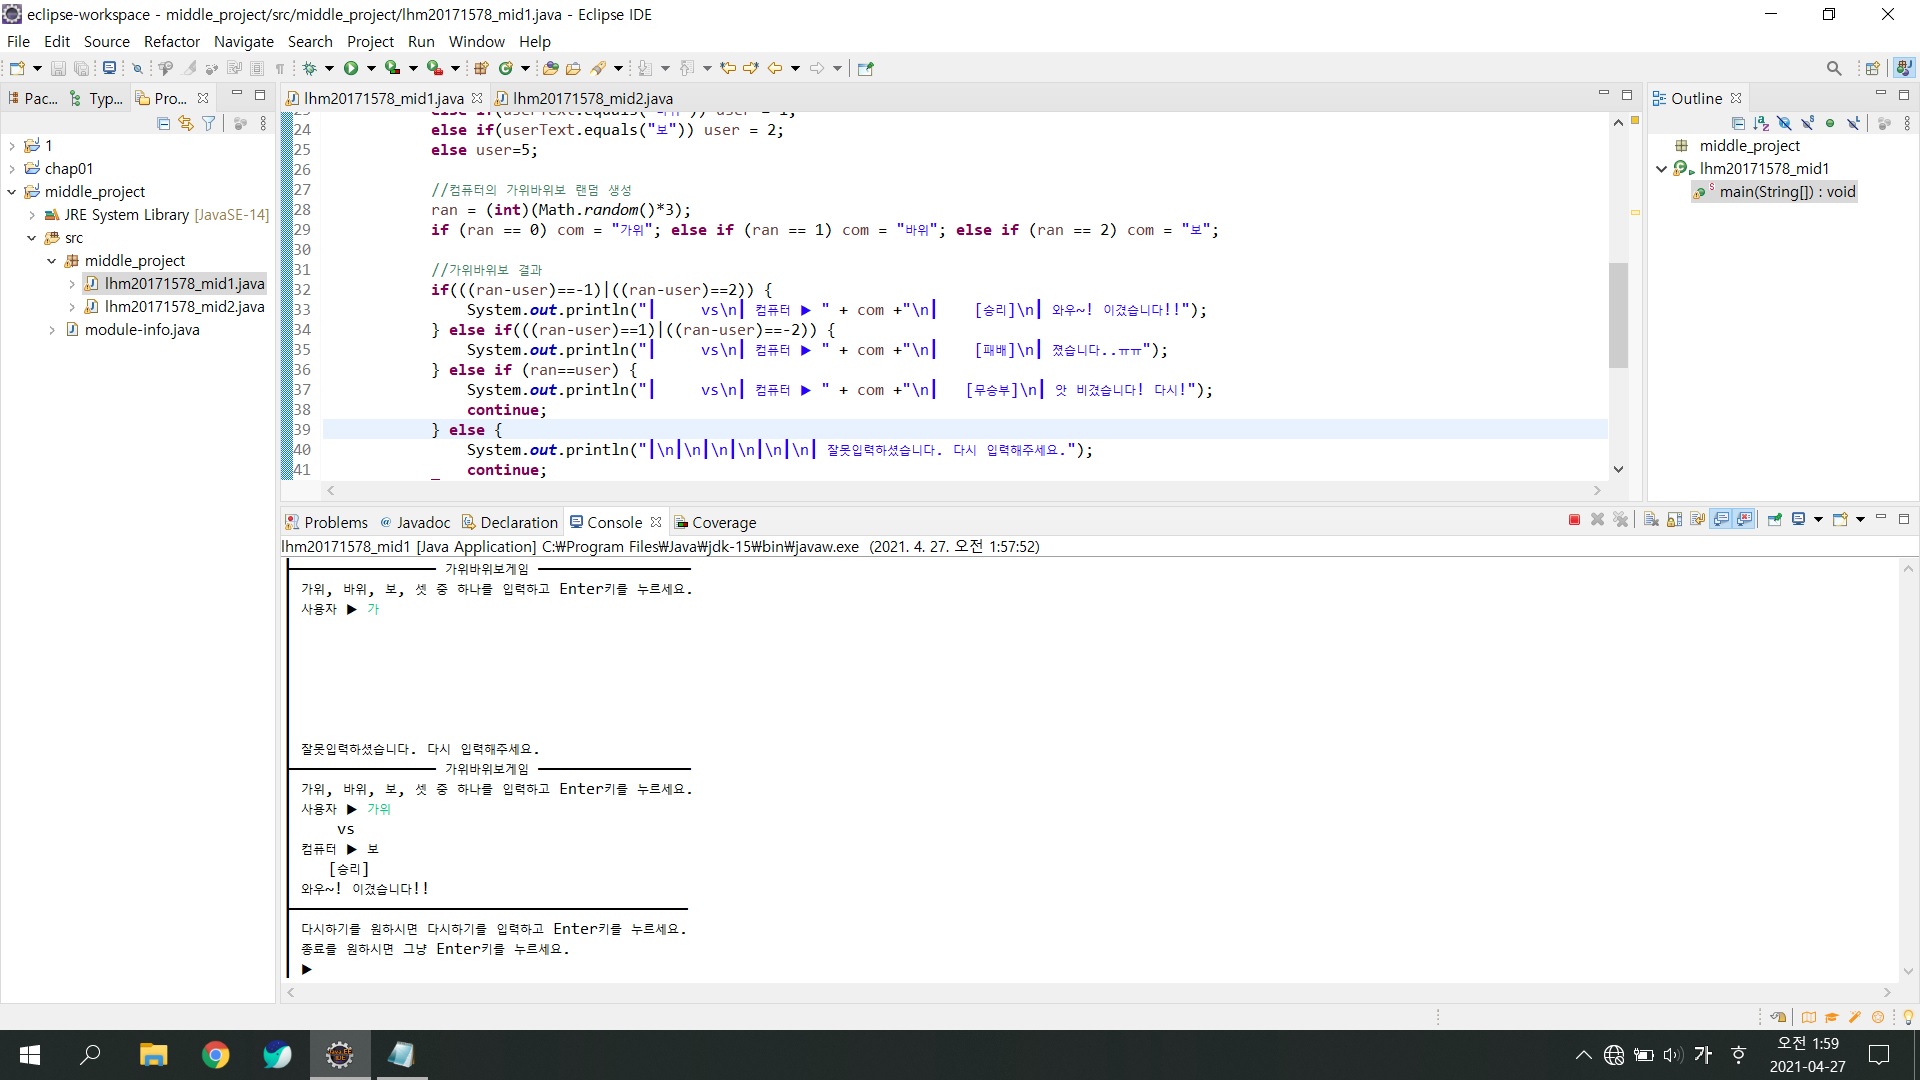 eclipse-workspace - middle_project/src/middle_project/lhm20171578_mid1.java - Eclipse IDE
File Edit Source Refactor Navigate Search Project Run Window Help
Pac... Typ... Pro...
lhm20171578_mid1.java lhm20171578_mid2.java
Outline
1
chap01
middle_project
JRE System Library [JavaSE-14]
src
middle_project
lhm20171578_mid1.java
lhm20171578_mid2.java
module-info.java
24 else if(userText.equals("보")) user = 2;
25 else user=5;
26
27 //컴퓨터의 가위바위보 랜덤 생성
28 ran = (int)(Math.random()*3);
29 if (ran == 0) com = "가위"; else if (ran == 1) com = "바위"; else if (ran == 2) com = "보";
30
31 //가위바위보 결과
32 if(((ran-user)==-1)|((ran-user)==2)) {
33 System.out.println("┃     vs\n┃ 컴퓨터 ▶ " + com +"\n┃    [승리]\n┃ 와우~! 이겼습니다!!");
34 } else if(((ran-user)==1)|((ran-user)==-2)) {
35 System.out.println("┃     vs\n┃ 컴퓨터 ▶ " + com +"\n┃    [패배]\n┃ 졌습니다..ㅠㅠ");
36 } else if (ran==user) {
37 System.out.println("┃     vs\n┃ 컴퓨터 ▶ " + com +"\n┃   [무승부]\n┃ 앗 비겼습니다! 다시!");
38 continue;
39 } else {
40 System.out.println("┃\n┃\n┃\n┃\n┃\n┃\n┃ 잘못입력하셨습니다. 다시 입력해주세요.");
41 continue;
middle_project
lhm20171578_mid1
main(String[]) : void
Problems Javadoc Declaration Console Coverage
lhm20171578_mid1 [Java Application] C:₩Program Files₩Java₩jdk-15₩bin₩javaw.exe (2021. 4. 27. 오전 1:57:52)
가위바위보게임
가위, 바위, 보, 셋 중 하나를 입력하고 Enter키를 누르세요.
사용자 ▶ 가
잘못입력하셨습니다. 다시 입력해주세요.
가위바위보게임
가위, 바위, 보, 셋 중 하나를 입력하고 Enter키를 누르세요.
사용자 ▶ 가위
vs
컴퓨터 ▶ 보
[승리]
와우~! 이겼습니다!!
다시하기를 원하시면 다시하기를 입력하고 Enter키를 누르세요.
종료를 원하시면 그냥 Enter키를 누르세요.
▶
가 오전 1:59
2021-04-27